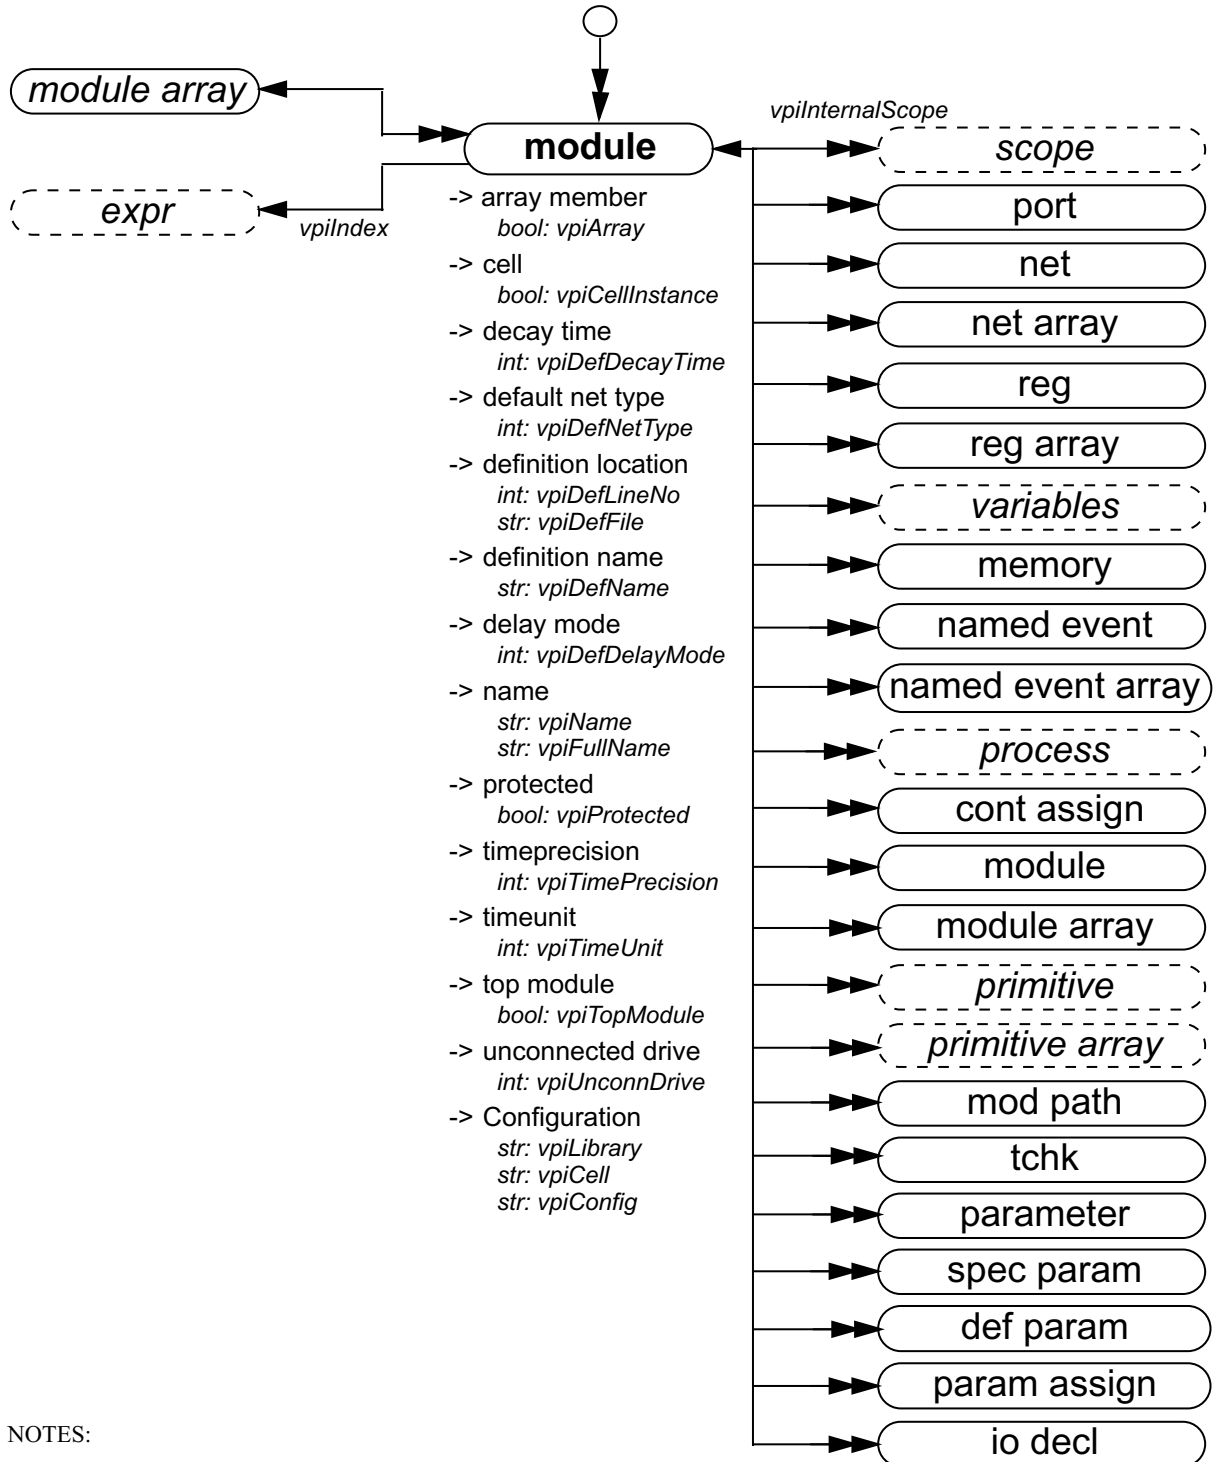 module array
expr
vpiIndex
module
-> array member
bool: vpiArray
-> cell
bool: vpiCellInstance
-> decay time
int: vpiDefDecayTime
-> default net type
int: vpiDefNetType
-> definition location
int: vpiDefLineNo
str: vpiDefFile
-> definition name
str: vpiDefName
-> delay mode
int: vpiDefDelayMode
-> name
str: vpiName
str: vpiFullName
-> protected
bool: vpiProtected
-> timeprecision
int: vpiTimePrecision
-> timeunit
int: vpiTimeUnit
-> top module
bool: vpiTopModule
-> unconnected drive
int: vpiUnconnDrive
-> Configuration
str: vpiLibrary
str: vpiCell
str: vpiConfig
vpiInternalScope
scope
port
net
net array
reg
reg array
variables
memory
named event
named event array
process
cont assign
module
module array
primitive
primitive array
mod path
tchk
parameter
spec param
def param
param assign
io decl
NOTES: